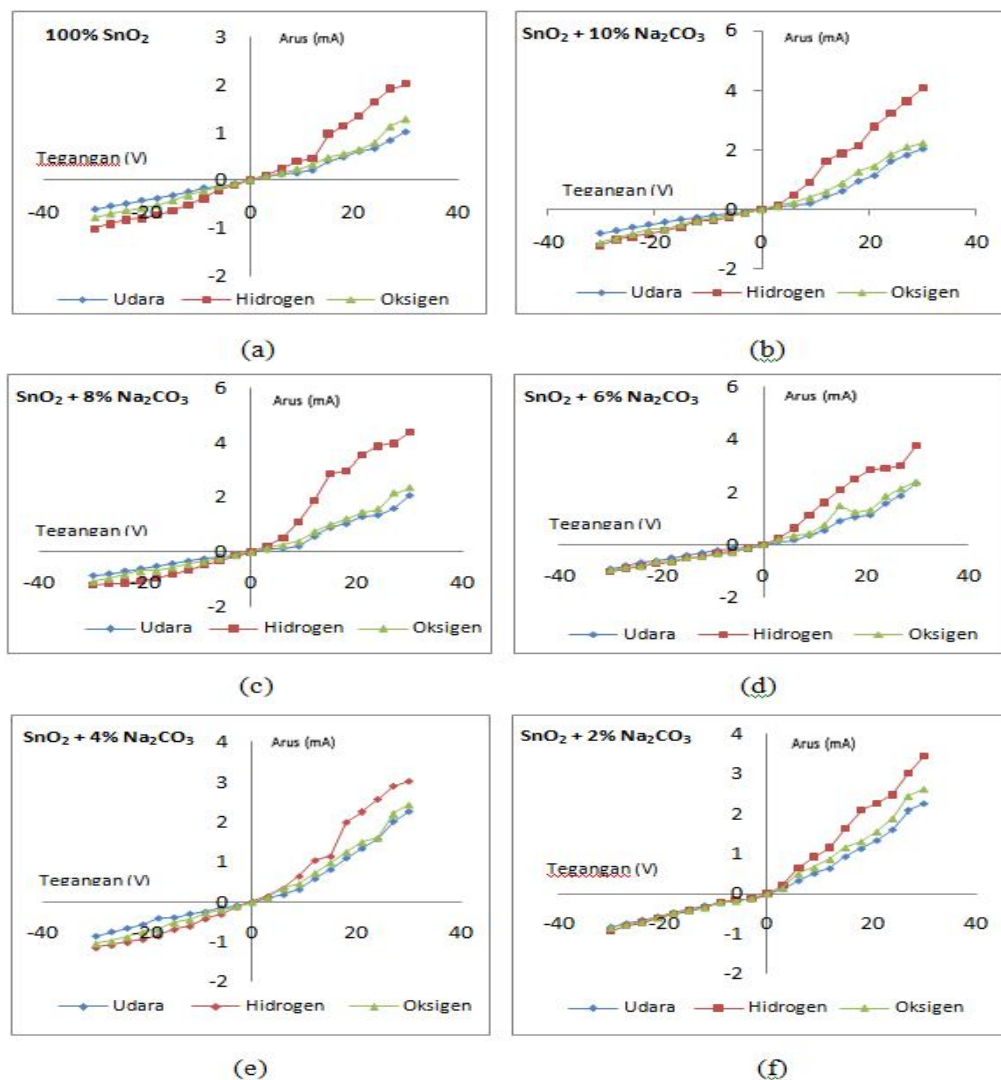 100% SnO₂
Arus (mA)
3
2
1
0
-1
-2
Tegangan (V)
-40
-20
0
20
40
Udara
Hidrogen
Oksigen
(a)
SnO₂ + 10% Na₂CO₃
Arus (mA)
6
4
2
0
-2
Tegangan (V)
-40
-20
0
20
40
Udara
Hidrogen
Oksigen
(b)
SnO₂ + 8% Na₂CO₃
Arus (mA)
6
4
2
0
-2
Tegangan (V)
-40
-20
0
20
40
Udara
Hidrogen
Oksigen
(c)
SnO₂ + 6% Na₂CO₃
Arus (mA)
6
4
2
0
-2
Tegangan (V)
-40
-20
0
20
40
Udara
Hidrogen
Oksigen
(d)
SnO₂ + 4% Na₂CO₃
Arus (mA)
4
3
2
1
0
-1
-2
Tegangan (V)
-40
-20
0
20
40
Udara
Hidrogen
Oksigen
(e)
SnO₂ + 2% Na₂CO₃
Arus (mA)
4
3
2
1
0
-1
-2
Tegangan (V)
-40
-20
0
20
40
Udara
Hidrogen
Oksigen
(f)